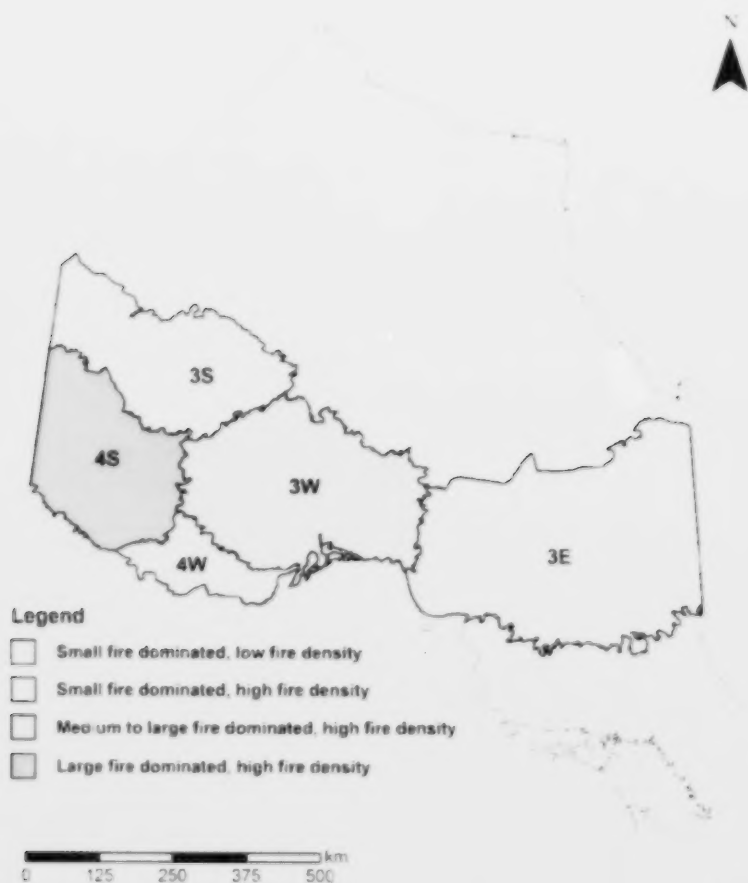 N
3S
4S
3W
4W
3E
Legend
Small fire dominated, low fire density
Small fire dominated, high fire density
Medium to large fire dominated, high fire density
Large fire dominated, high fire density
km
0 125 250 375 500